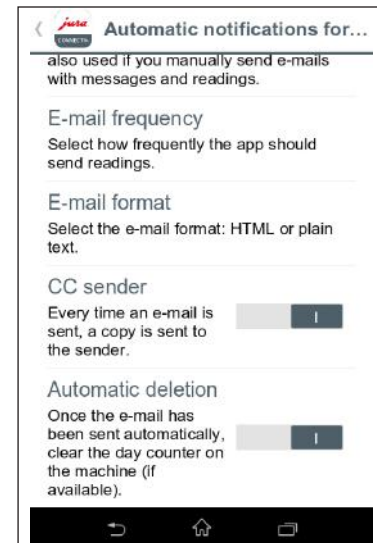 jura
CONNECTIV
Automatic notifications for...
also used if you manually send e-mails
with messages and readings.
E-mail frequency
Select how frequently the app should
send readings.
E-mail format
Select the e-mail format: HTML or plain
text.
CC sender
Every time an e-mail is
sent, a copy is sent to
the sender.
Automatic deletion
Once the e-mail has
been sent automatically,
clear the day counter on
the machine (if
available).